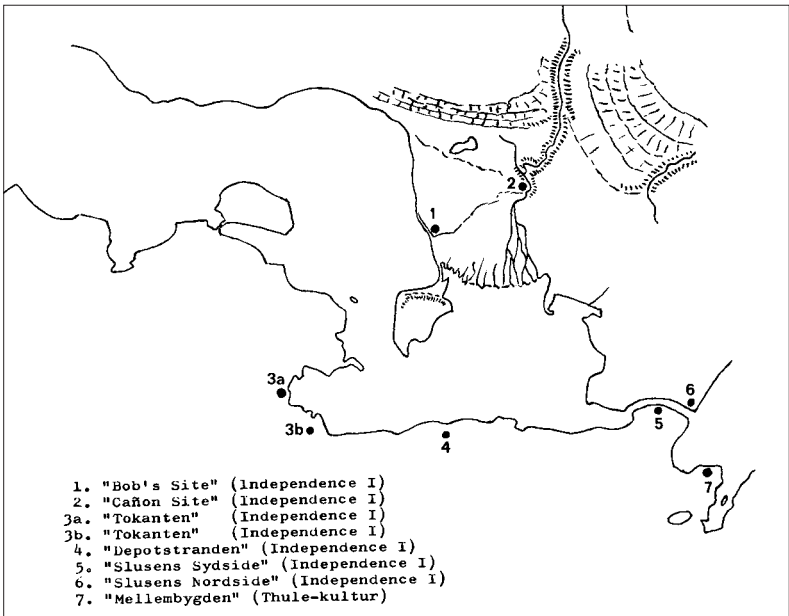 1
2
3a
3b
4
5
6
7
1. "Bob's Site" (Independence I)
2. "Cañon Site" (Independence I)
3a. "Tokanten" (Independence I)
3b. "Tokanten" (Independence I)
4. "Depotstranden" (Independence I)
5. "Slusens Sydside" (Independence I)
6. "Slusens Nordside" (Independence I)
7. "Mellembygden" (Thule-kultur)